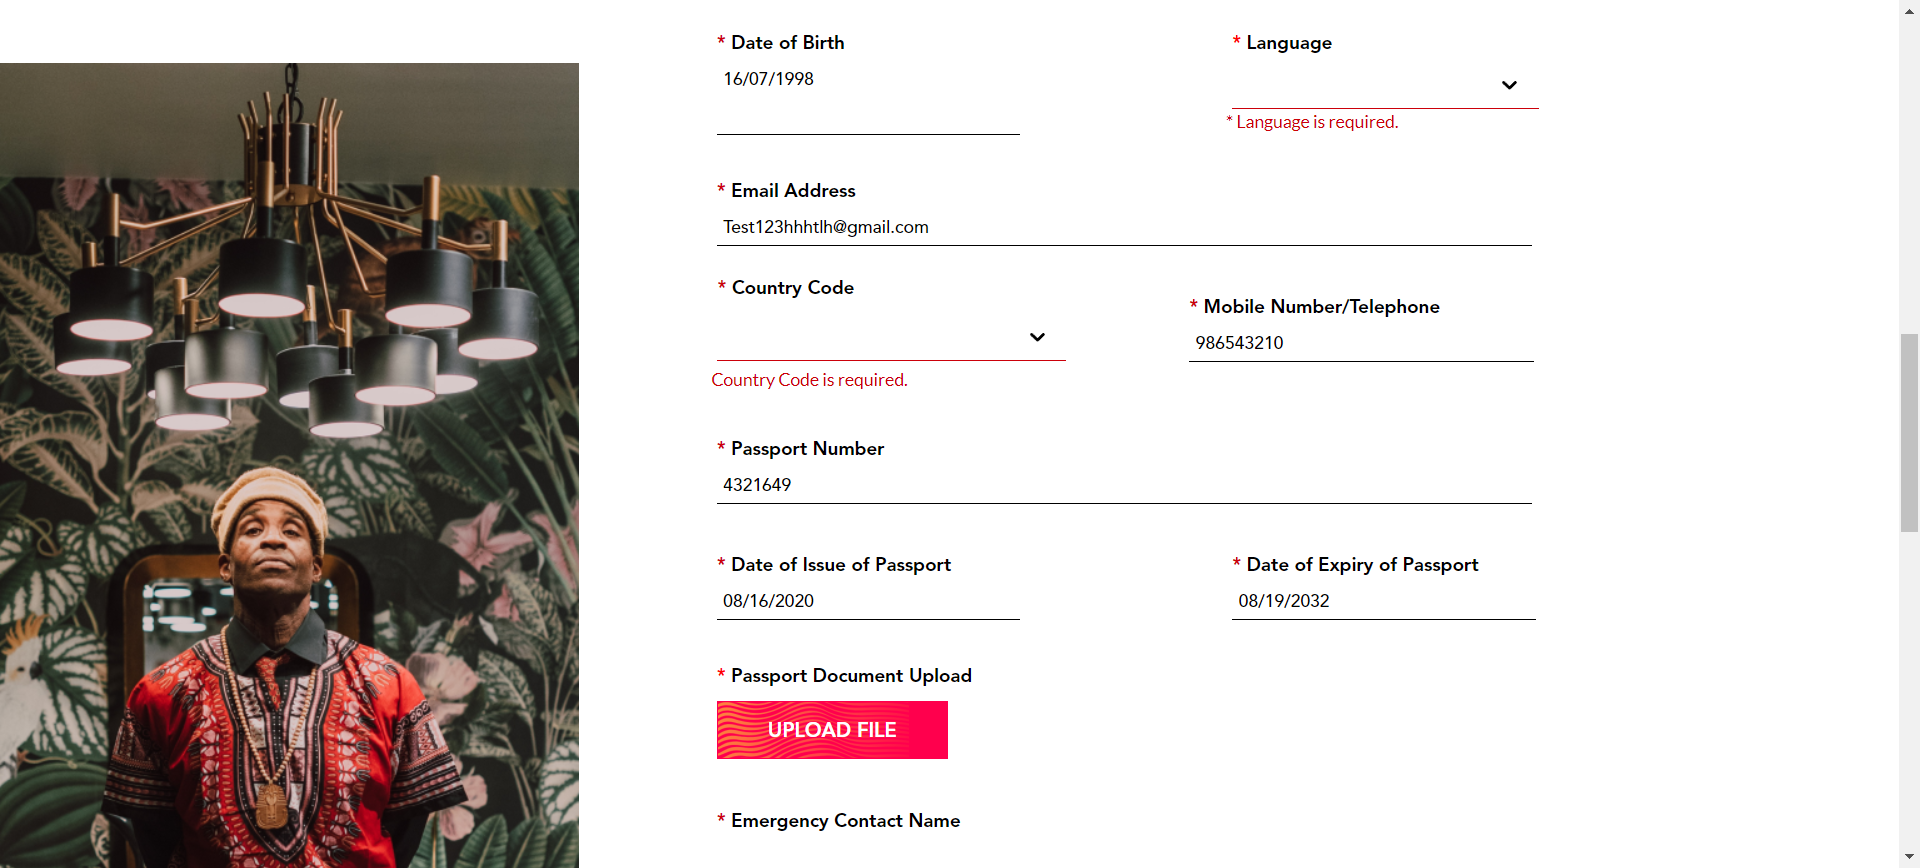 * Date of Birth
16/07/1998
* Language
* Language is required.
* Email Address
Test123hhhtlh@gmail.com
* Country Code
Country Code is required.
* Mobile Number/Telephone
986543210
* Passport Number
4321649
* Date of Issue of Passport
08/16/2020
* Date of Expiry of Passport
08/19/2032
* Passport Document Upload
UPLOAD FILE
* Emergency Contact Name